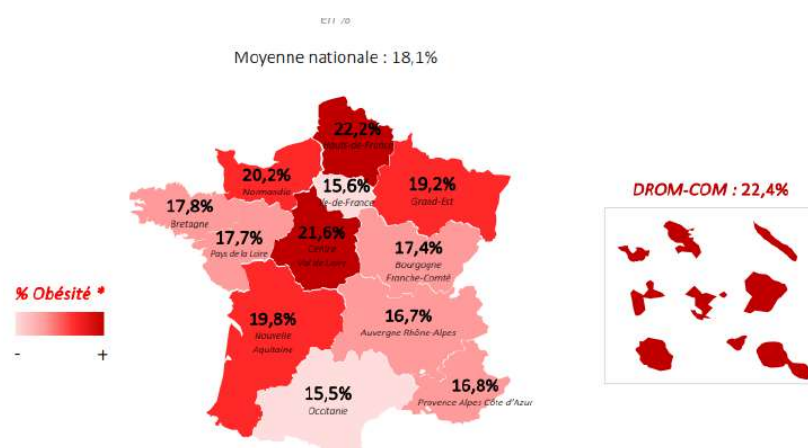 en %
Moyenne nationale : 18,1%
22,2%
Hauts-de-France
20,2%
Normandie
15,6%
Ile-de-France
19,2%
Grand-Est
17,8%
Bretagne
17,7%
Pays de la Loire
21,6%
Centre
Val de Loire
17,4%
Bourgogne
Franche-Comté
19,8%
Nouvelle
Aquitaine
16,7%
Auvergne Rhône-Alpes
15,5%
Occitanie
16,8%
Provence Alpes Côte d'Azur
% Obésité *
- +
DROM-COM : 22,4%